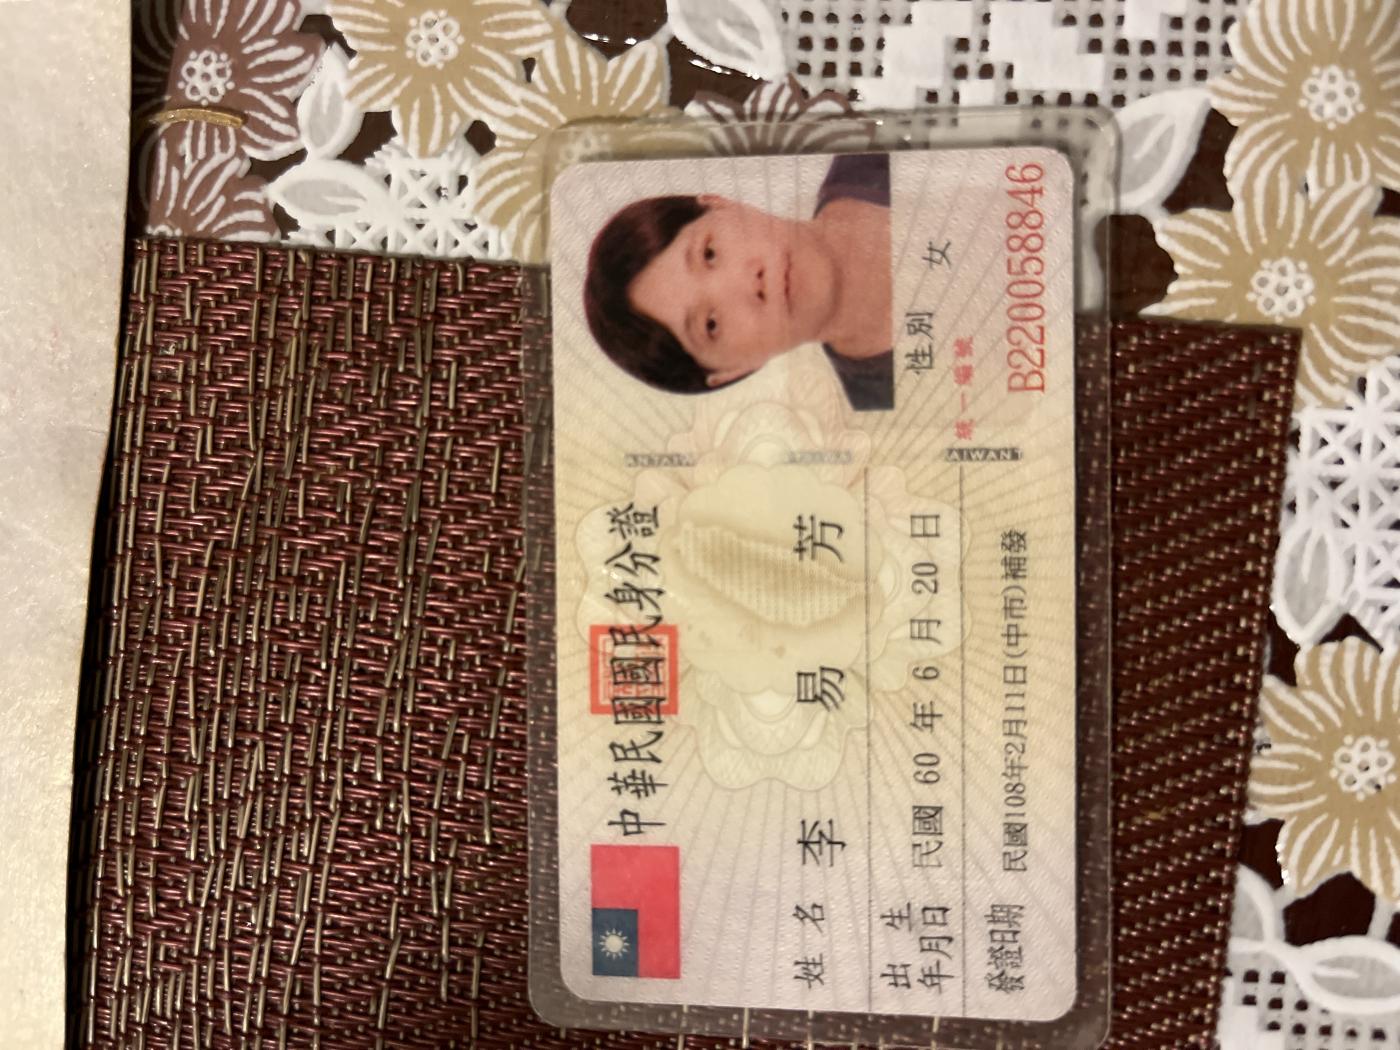 中華民國國民身分證
姓名 李易芳
出生年月日 民國 60 年 6 月 20 日
性別 女
發證日期 民國108年2月11日(中市)補發
統一編號
B220058846
TAIWAN